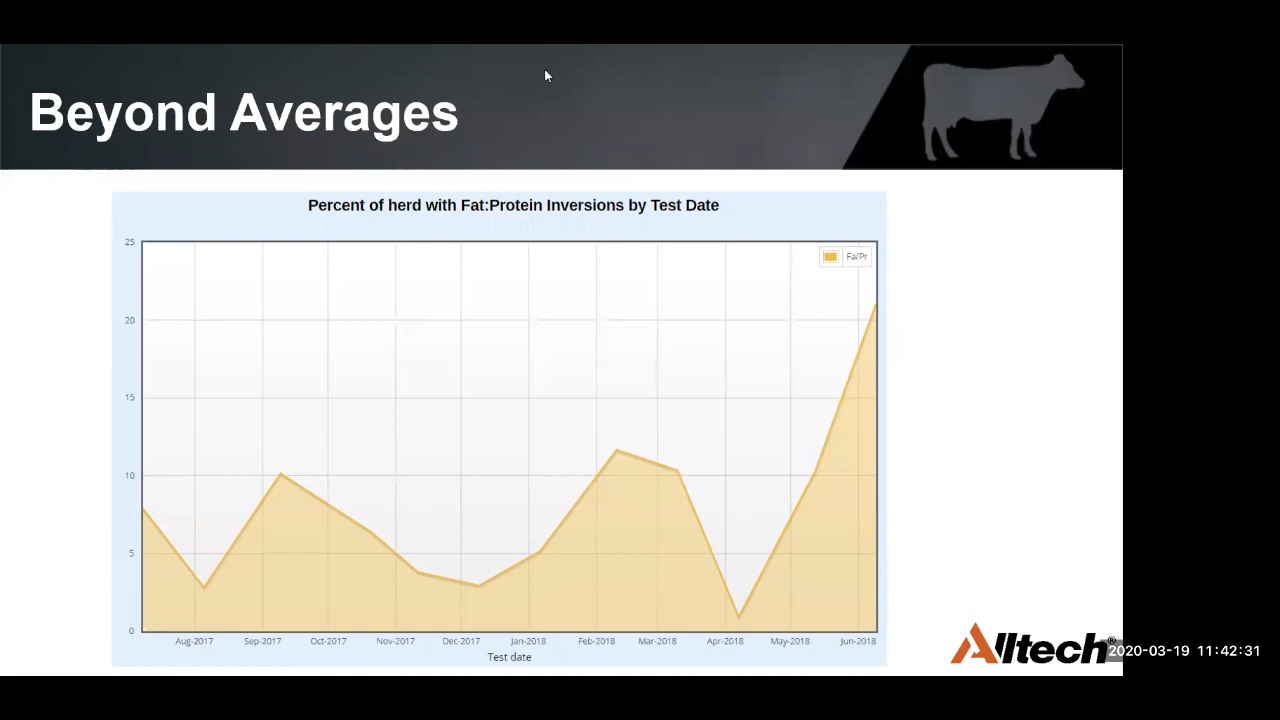 Beyond Averages
Percent of herd with Fat:Protein Inversions by Test Date
25
Fa/Pr
20
15
10
5
0
Aug-2017 Sep-2017 Oct-2017 Nov-2017 Dec-2017 Jan-2018 Feb-2018 Mar-2018 Apr-2018 May-2018 Jun-2018
Test date
Alltech®
2020-03-19 11:42:31